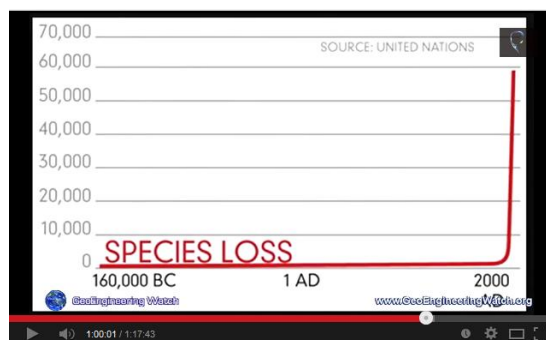 70,000
SOURCE: UNITED NATIONS
60,000
50,000
40,000
30,000
20,000
10,000
0
SPECIES LOSS
160,000 BC
1 AD
2000
AD
GeoEngineering Watch
www.GeoEngineeringWatch.org
1:00:01 / 1:17:43